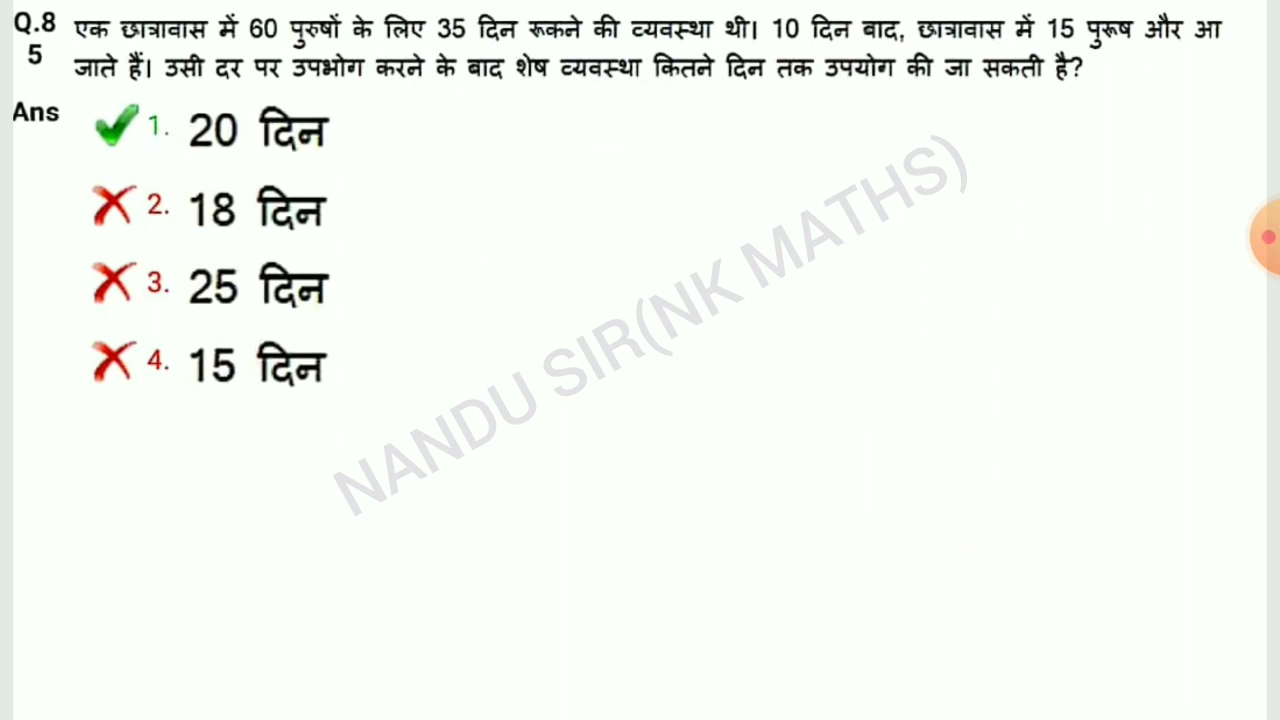 Q.8 एक छात्रावास में 60 पुरुषों के लिए 35 दिन रूकने की व्यवस्था थी। 10 दिन बाद, छात्रावास में 15 पुरूष और आ
5 जाते हैं। उसी दर पर उपभोग करने के बाद शेष व्यवस्था कितने दिन तक उपयोग की जा सकती है?
Ans 1. 20 दिन
2. 18 दिन
3. 25 दिन
4. 15 दिन
NANDU SIR(NK MATHS)